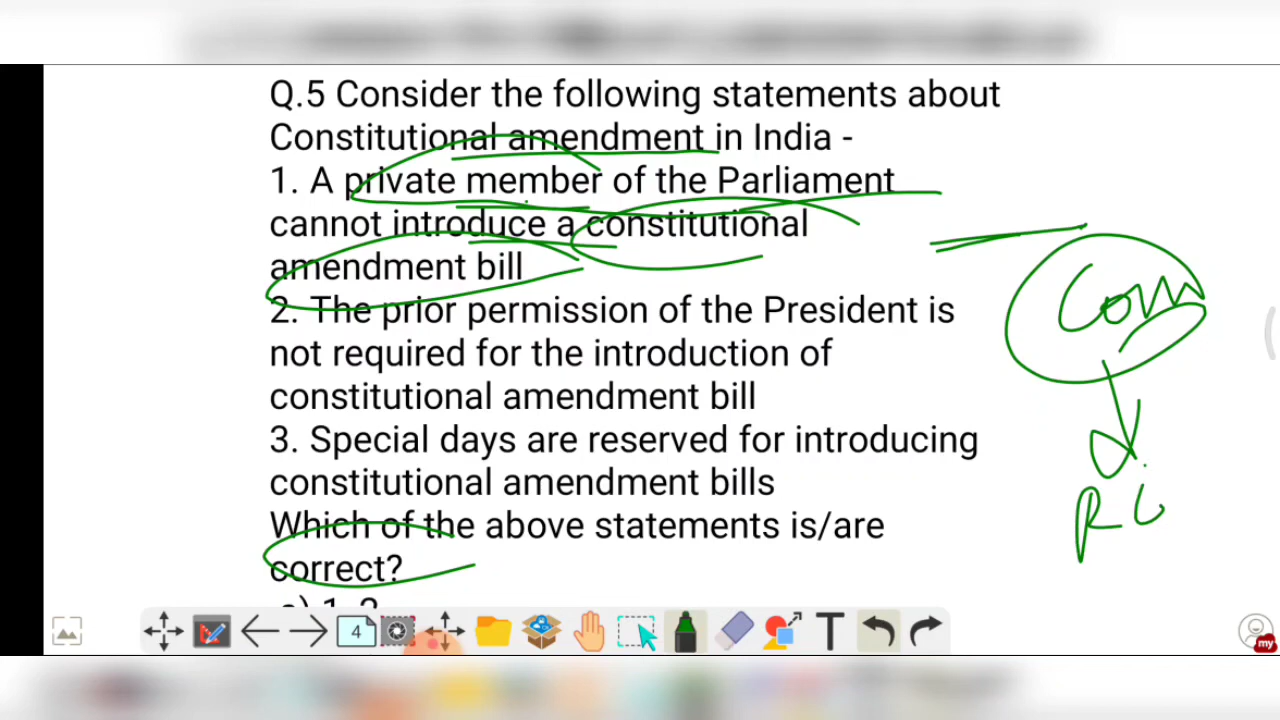 Q.5 Consider the following statements about
Constitutional amendment in India -
1. A private member of the Parliament
cannot introduce a constitutional
amendment bill
2. The prior permission of the President is
not required for the introduction of
constitutional amendment bill
3. Special days are reserved for introducing
constitutional amendment bills
Which of the above statements is/are
correct?
4
T
my